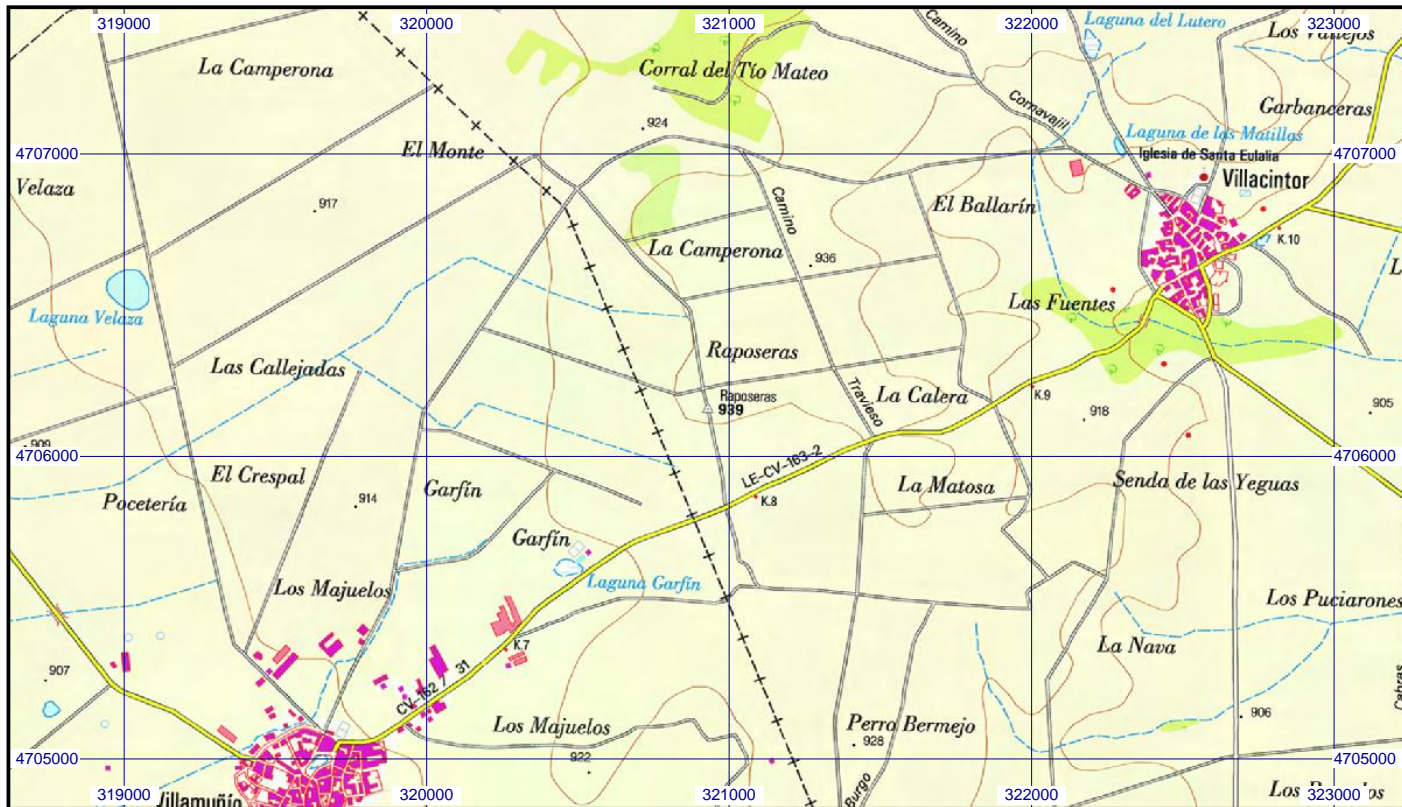 319000
320000
321000
322000
323000
Laguna del Lutero
Los Vallejos
Camino
La Camperona
Corral del Tío Mateo
Cornavajil
Garbanceras
924
Laguna de las Matillas
4707000
El Monte
Iglesia de Santa Eulalia
4707000
Velaza
Villacintor
917
Camino
El Ballarín
La Camperona
K.10
936
Laguna Velaza
Las Fuentes
Raposeras
Las Callejadas
Travieso
La Calera
Raposeras
939
K.9
918
905
909
4706000
4706000
El Crespal
Garfín
LE-CV-163-2
La Matosa
Senda de las Yeguas
Pocetería
914
K.8
Garfín
Los Majuelos
Laguna Garfín
Los Puciarones
K.7
La Nava
907
CV-162 7
31
Cabras
Los Majuelos
Perro Bermejo
906
928
4705000
922
4705000
Burgo
319000
320000
321000
322000
323000
Villamuñío